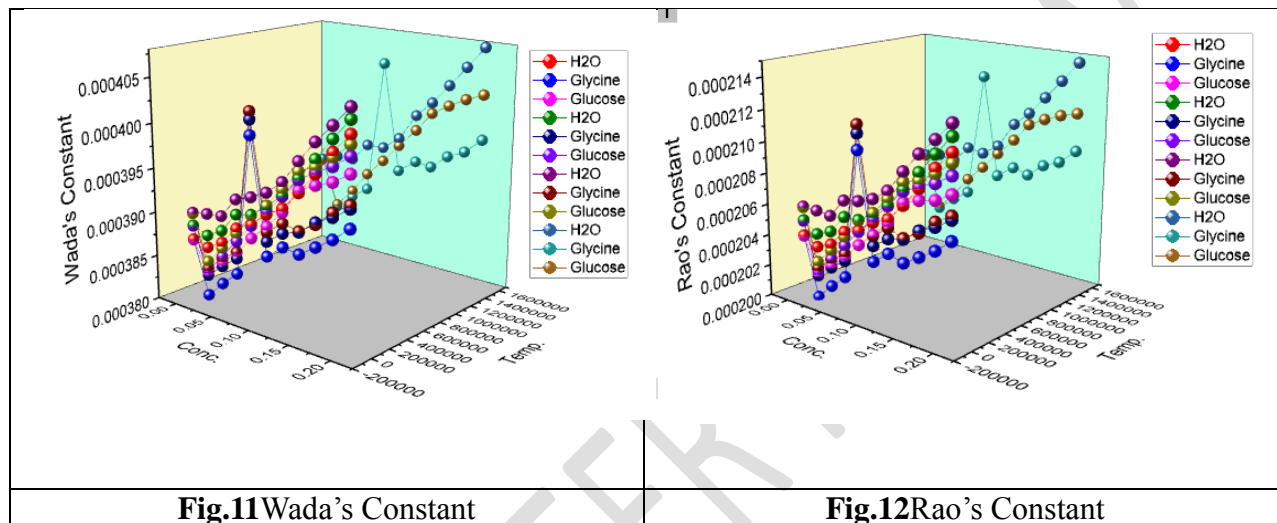 Wada's Constant
0.000405
0.000400
0.000395
0.000390
0.000385
0.000380
0.00
0.05
0.10
0.15
0.20
Conc.
-200000
0
200000
400000
600000
800000
1000000
1200000
1400000
1600000
Temp.
H2O
Glycine
Glucose
H2O
Glycine
Glucose
H2O
Glycine
Glucose
H2O
Glycine
Glucose
Rao's Constant
0.000214
0.000212
0.000210
0.000208
0.000206
0.000204
0.000202
0.000200
0.00
0.05
0.10
0.15
0.20
Conc.
-200000
0
200000
400000
600000
800000
1000000
1200000
1400000
1600000
Temp.
H2O
Glycine
Glucose
H2O
Glycine
Glucose
H2O
Glycine
Glucose
H2O
Glycine
Glucose
Fig.11Wada's Constant
Fig.12Rao's Constant